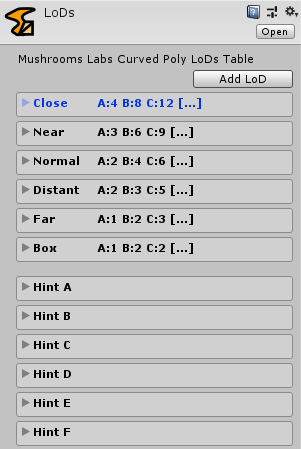 LoDs
Open
Mushrooms Labs Curved Poly LoDs Table
Add LoD
Close A:4 B:8 C:12 [...]
Near A:3 B:6 C:9 [...]
Normal A:2 B:4 C:6 [...]
Distant A:2 B:3 C:5 [...]
Far A:1 B:2 C:3 [...]
Box A:1 B:2 C:2 [...]
Hint A
Hint B
Hint C
Hint D
Hint E
Hint F